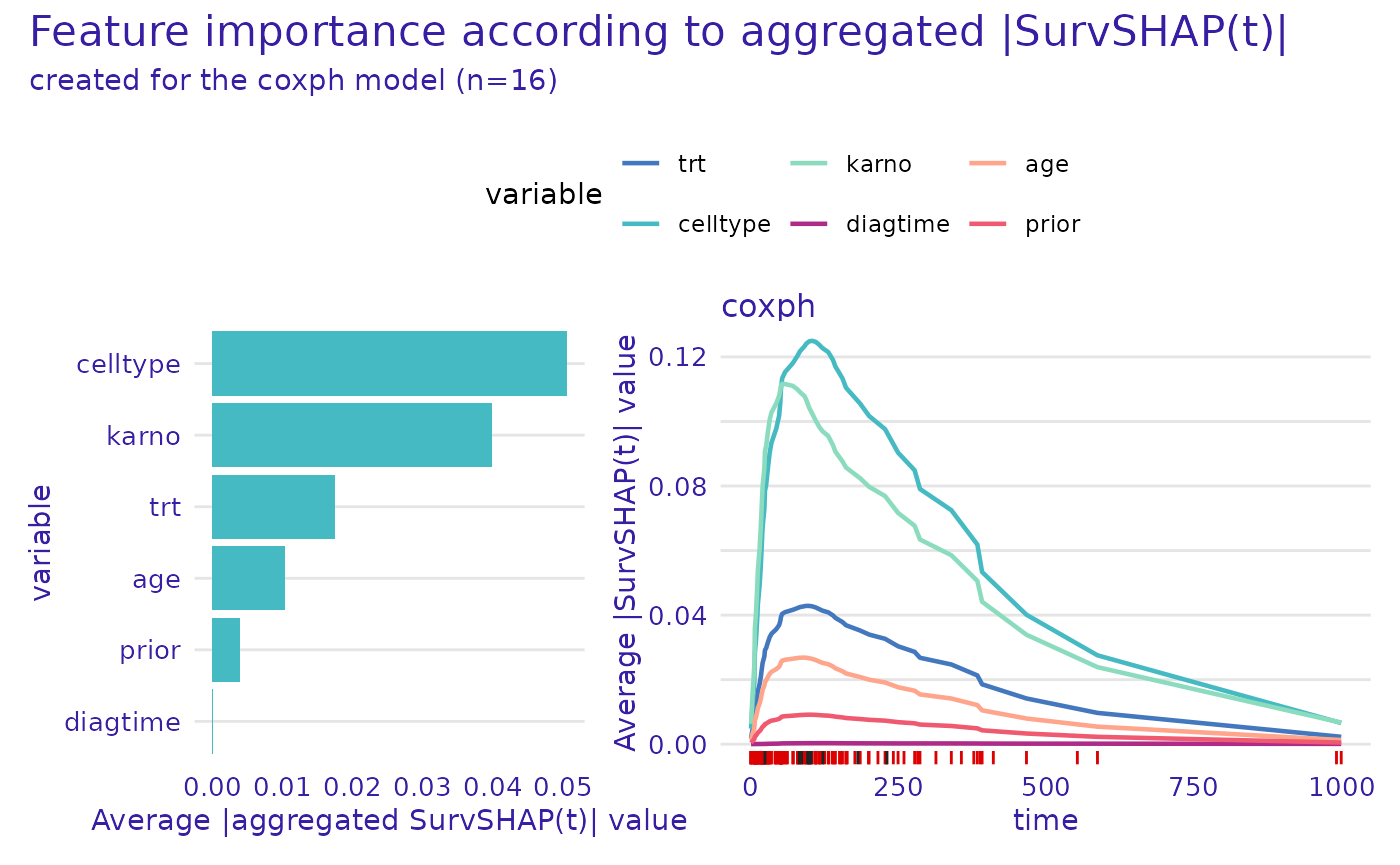 Feature importance according to aggregated |SurvSHAP(t)|
created for the coxph model (n=16)
variable
trt
karno
age
celltype
diagtime
prior
variable
celltype
karno
trt
age
prior
diagtime
0.00 0.01 0.02 0.03 0.04 0.05
Average |aggregated SurvSHAP(t)| value
coxph
Average |SurvSHAP(t)| value
0.12
0.08
0.04
0.00
0 250 500 750 1000
time